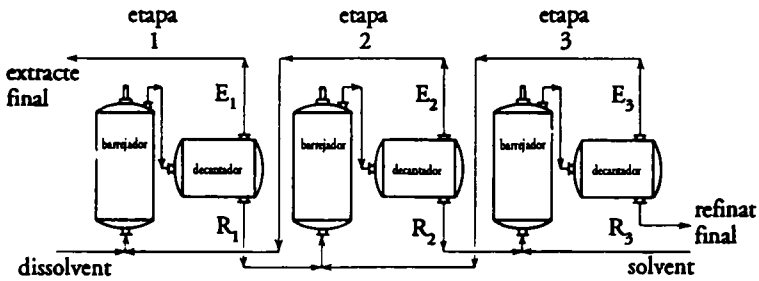 etapa
1
etapa
2
etapa
3
extracte
final
E1
E2
E3
barrejador
decantador
barrejador
decantador
barrejador
decantador
R1
R2
R3
refinat
final
dissolvent
solvent